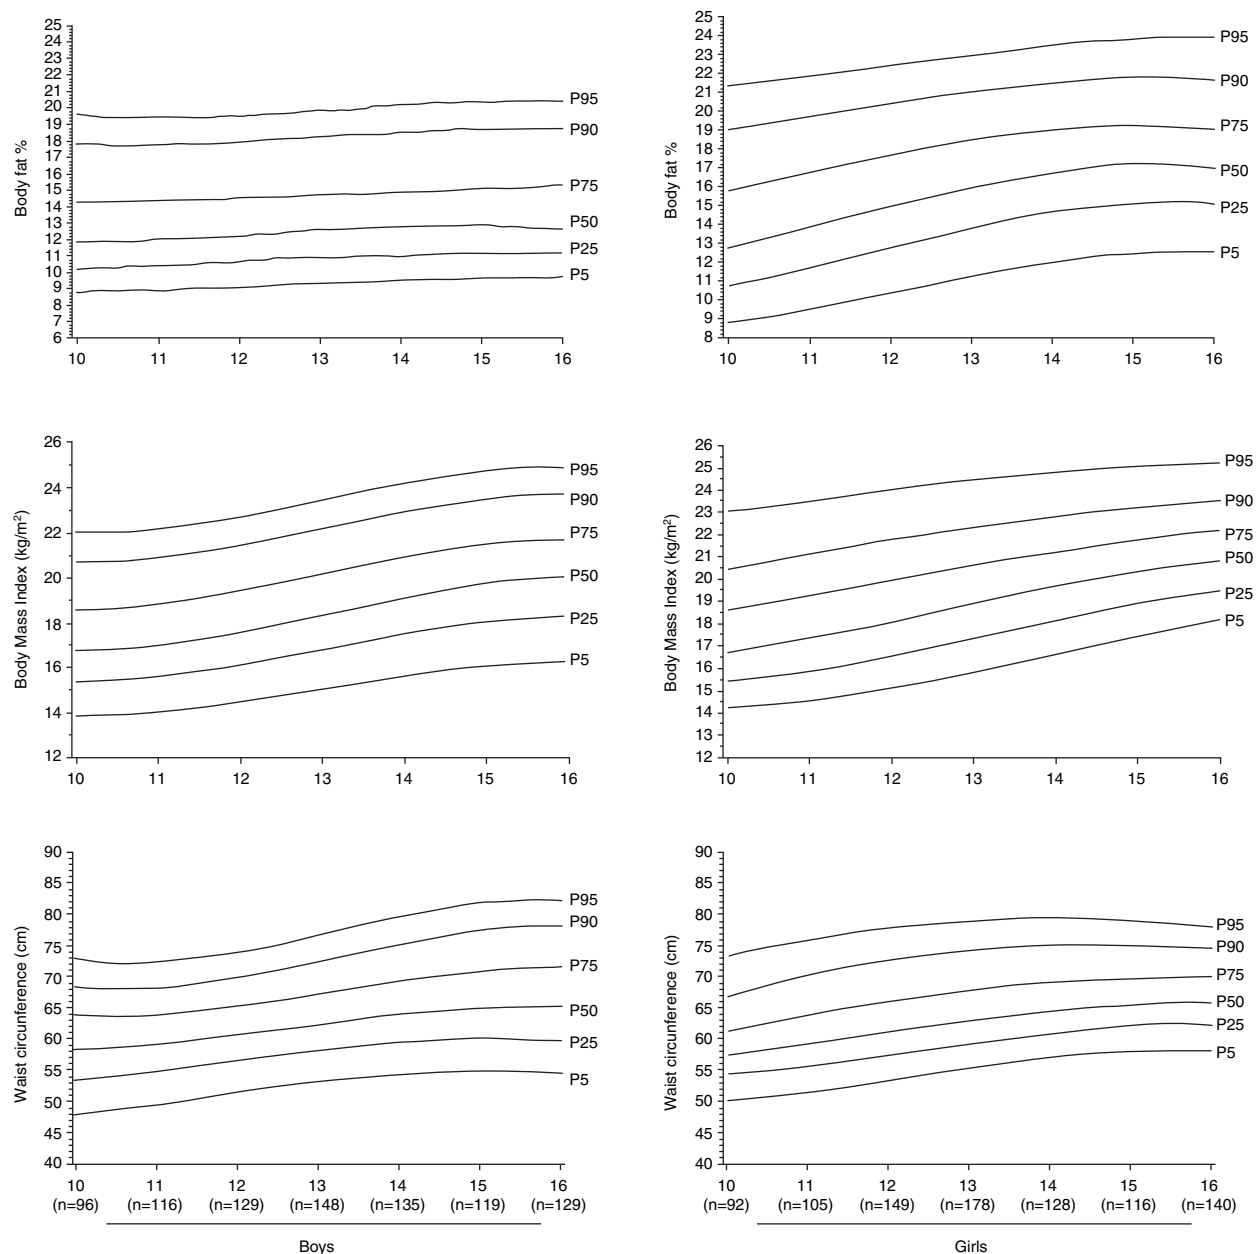 Body fat %
25
24
23
22
21
20
19
18
17
16
15
14
13
12
11
10
9
8
7
6
P95
P90
P75
P50
P25
P5
10 11 12 13 14 15 16
Body fat %
25
24
23
22
21
20
19
18
17
16
15
14
13
12
11
10
9
8
P95
P90
P75
P50
P25
P5
10 11 12 13 14 15 16
Body Mass Index (kg/m²)
26
24
22
20
18
16
14
12
P95
P90
P75
P50
P25
P5
10 11 12 13 14 15 16
Body Mass Index (kg/m²)
26
25
24
23
22
21
20
19
18
17
16
15
14
13
12
P95
P90
P75
P50
P25
P5
10 11 12 13 14 15 16
Waist circunference (cm)
90
85
80
75
70
65
60
55
50
45
40
P95
P90
P75
P50
P25
P5
10 11 12 13 14 15 16
(n=96) (n=116) (n=129) (n=148) (n=135) (n=119) (n=129)
Boys
Waist circunference (cm)
90
85
80
75
70
65
60
55
50
45
40
P95
P90
P75
P50
P25
P5
10 11 12 13 14 15 16
(n=92) (n=105) (n=149) (n=178) (n=128) (n=116) (n=140)
Girls